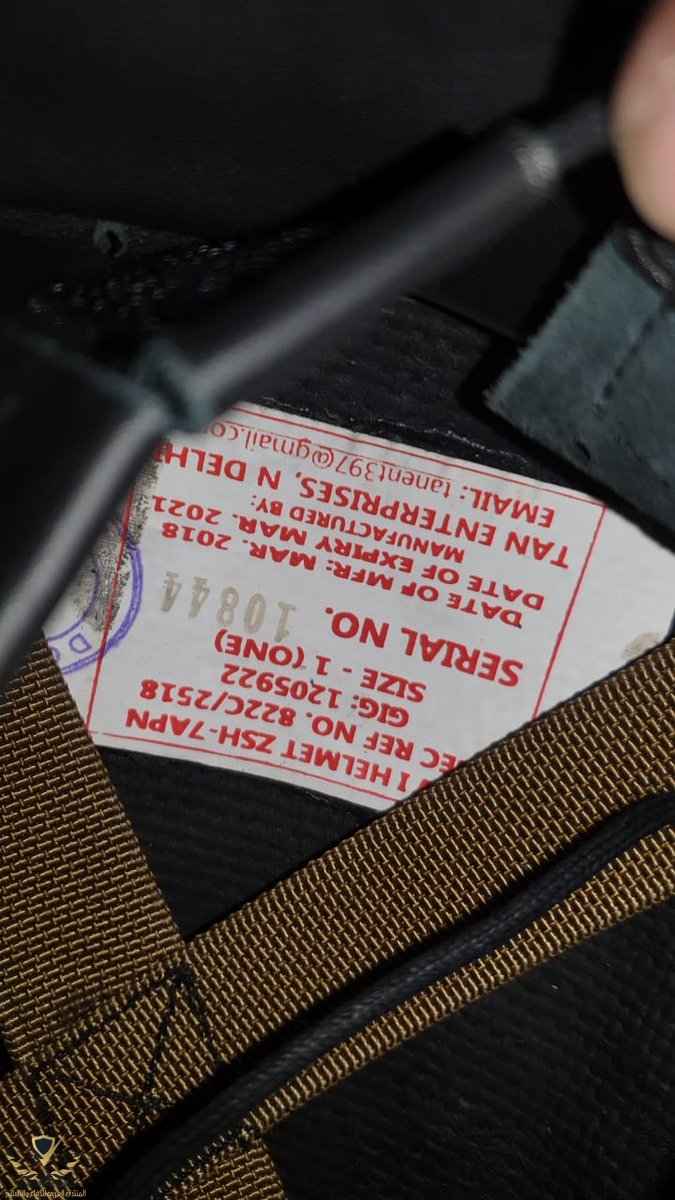 I HELMET ZSH-7APN
EC REF NO. 822C/2518
GIG: 1205922
SIZE - 1 (ONE)
SERIAL NO. 10844
DATE OF MFR: MAR. 2018
DATE OF EXPIRY MAR. 2021
MANUFACTURED BY:
TAN ENTERPRISES, N DELHI
EMAIL: tanent397@gmail.co